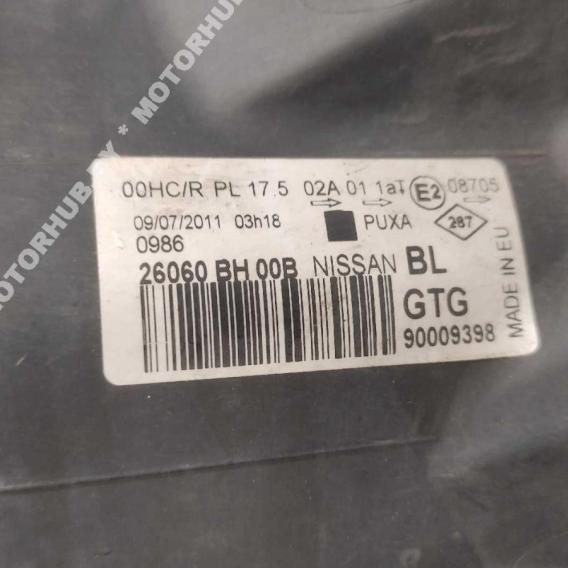 MOTORHUB.BY * MOTORHUB
00HC/R PL 17.5 02A 01 1aT E2 08705
09/07/2011 03h18 PUXA 287
0986
26060 BH 00B NISSAN BL
GTG
90009398
MADE IN EU